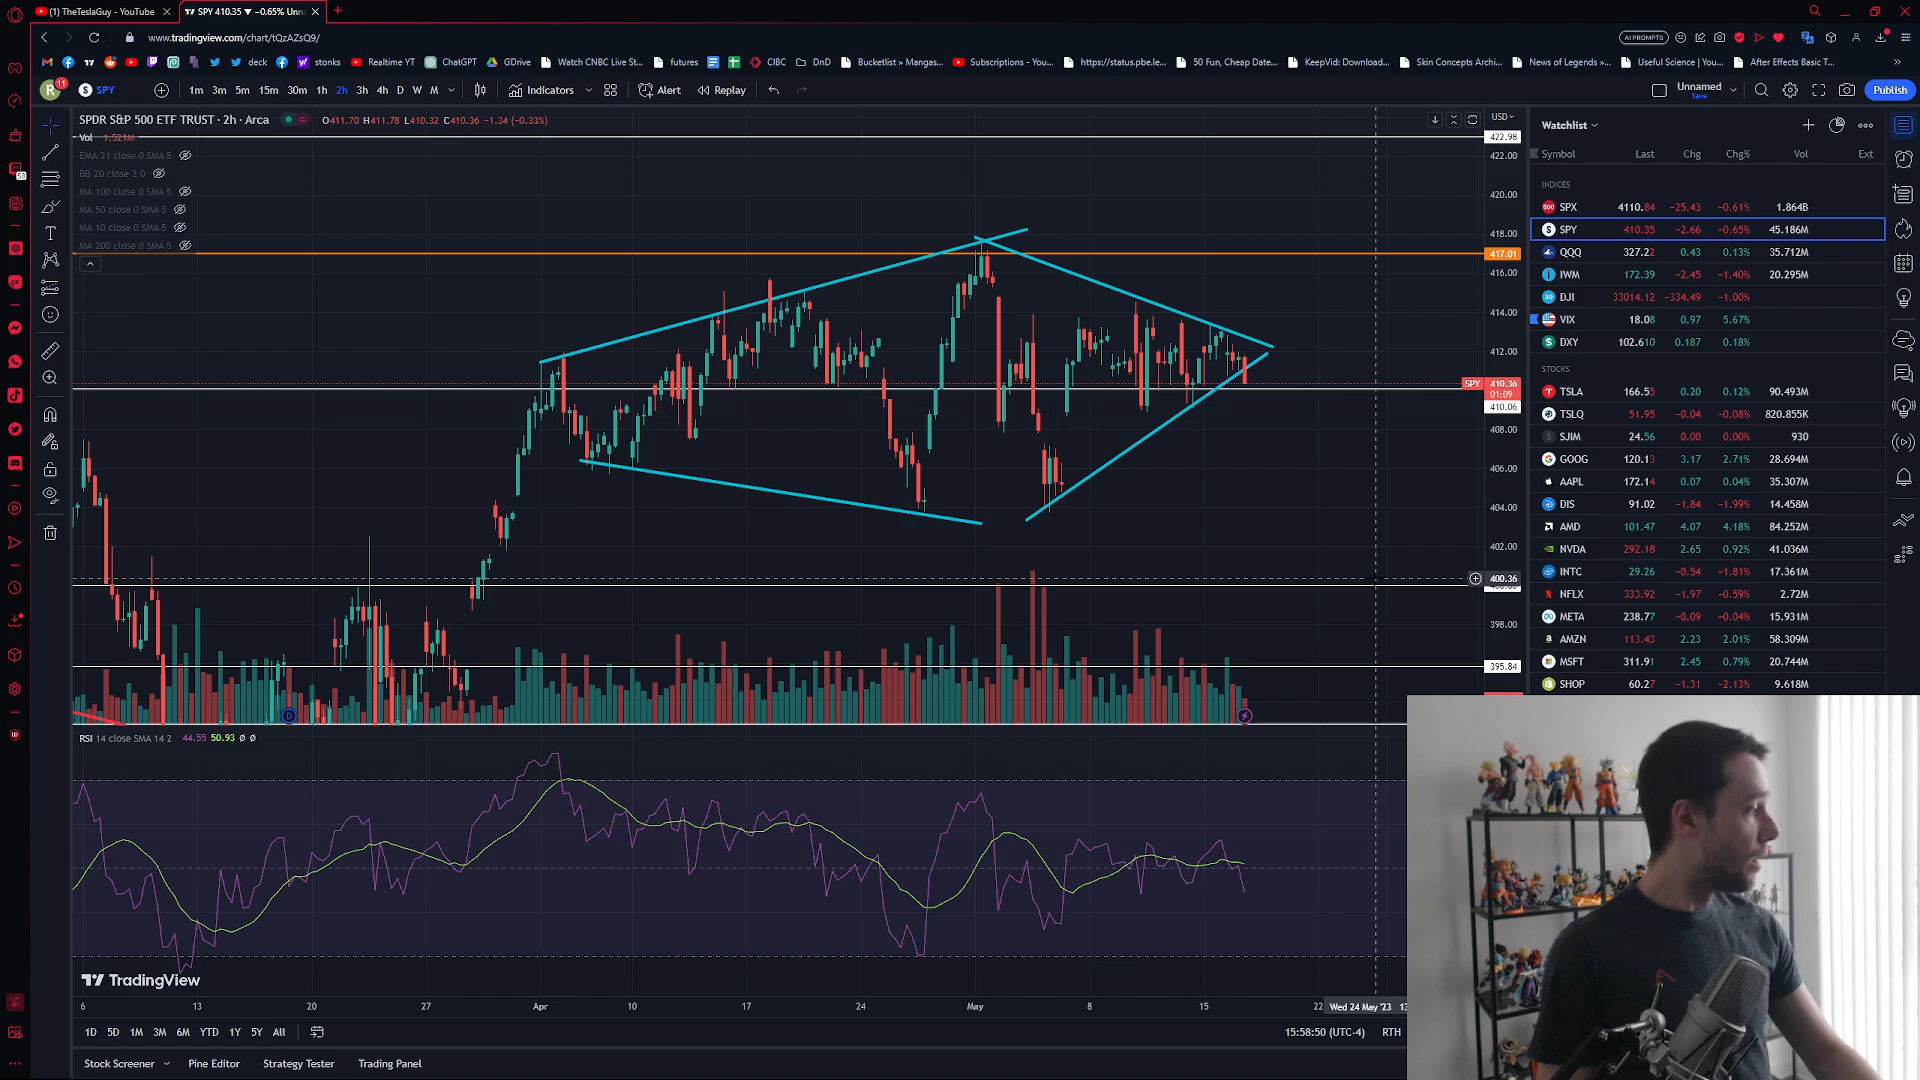 (1) TheTeslaGuy - YouTube
SPY 410.35 ▼ −0.65% Unn
www.tradingview.com/chart/tQzAZsQ9/
AI PROMPTS
deck
stonks
Realtime YT
ChatGPT
GDrive
Watch CNBC Live St...
futures
CIBC
DnD
Bucketlist » Mangas...
Subscriptions - You...
https://status.pbe.le...
50 Fun, Cheap Date...
KeepVid: Download...
Skin Concepts Archi...
News of Legends »...
Useful Science | You...
After Effects Basic T...
»
R
11
SPY
1m 3m 5m 15m 30m 1h 2h 3h 4h D W M
Indicators
Alert
Replay
Unnamed
Save
Publish
SPDR S&P 500 ETF TRUST · 2h · Arca
O411.70 H411.78 L410.32 C410.36 −1.34 (−0.33%)
Vol 1.521M
EMA 21 close 0 SMA 5
BB 20 close 2 0
MA 100 close 0 SMA 5
MA 50 close 0 SMA 5
MA 10 close 0 SMA 5
MA 200 close 0 SMA 5
USD
422.98
422.00
420.00
418.00
417.01
416.00
414.00
412.00
SPY 410.36
01:09
410.06
408.00
406.00
404.00
402.00
400.36
398.00
395.84
D
RSI 14 close SMA 14 2 44.55 50.93 Ø Ø
TradingView
6 13 20 27 Apr 10 17 24 May 8 15 22 Wed 24 May '23
1D 5D 1M 3M 6M YTD 1Y 5Y All
15:58:50 (UTC-4)
RTH
Stock Screener
Pine Editor
Strategy Tester
Trading Panel
Watchlist
Symbol Last Chg Chg% Vol Ext
INDICES
SPX 4110.84 −25.43 −0.61% 1.864B
SPY 410.35 −2.66 −0.65% 45.186M
QQQ 327.22 0.43 0.13% 35.712M
IWM 172.39 −2.45 −1.40% 20.295M
DJI 33014.12 −334.49 −1.00%
VIX 18.08 0.97 5.67%
DXY 102.610 0.187 0.18%
STOCKS
TSLA 166.55 0.20 0.12% 90.493M
TSLQ 51.95 −0.04 −0.08% 820.855K
SJIM 24.56 0.00 0.00% 930
GOOG 120.13 3.17 2.71% 28.694M
AAPL 172.14 0.07 0.04% 35.307M
DIS 91.02 −1.84 −1.99% 14.458M
AMD 101.47 4.07 4.18% 84.252M
NVDA 292.18 2.65 0.92% 41.036M
INTC 29.26 −0.54 −1.81% 17.361M
NFLX 333.92 −1.97 −0.59% 2.72M
META 238.77 −0.09 −0.04% 15.931M
AMZN 113.43 2.23 2.01% 58.309M
MSFT 311.91 2.45 0.79% 20.744M
SHOP 60.27 −1.31 −2.13% 9.618M